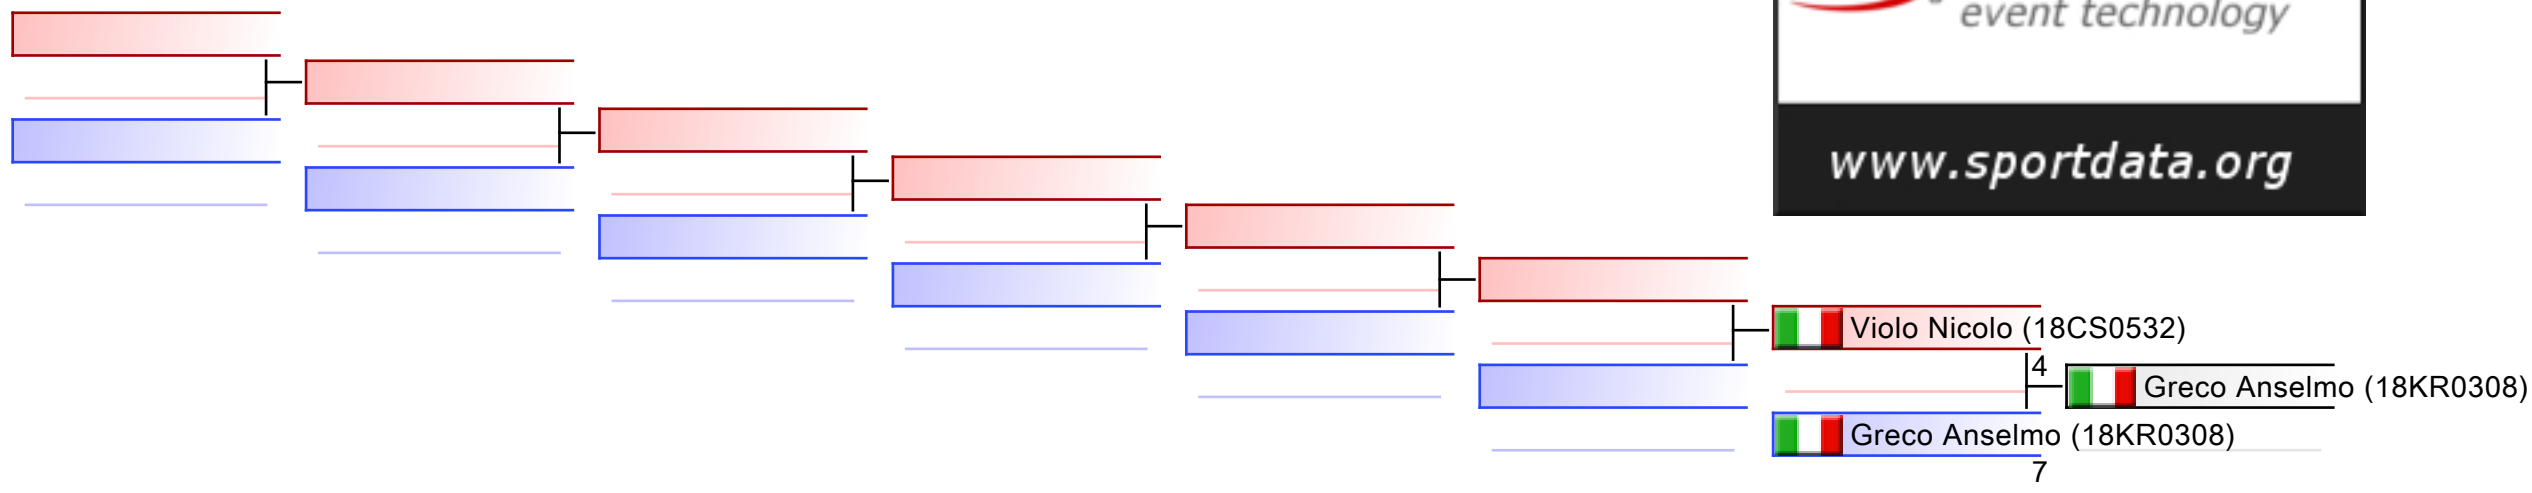 event technology
www.sportdata.org
Violo Nicolo (18CS0532)
4
Greco Anselmo (18KR0308)
Greco Anselmo (18KR0308)
7